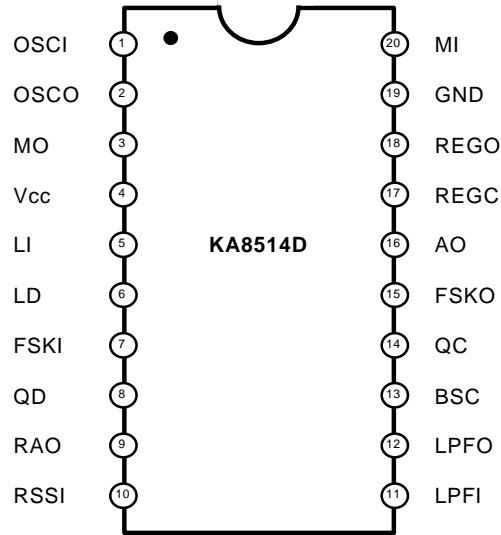 OSCI 1 20 MI
OSCO 2 19 GND
MO 3 18 REGO
Vcc 4 17 REGC
LI 5 KA8514D 16 AO
LD 6 15 FSKO
FSKI 7 14 QC
QD 8 13 BSC
RAO 9 12 LPFO
RSSI 10 11 LPFI